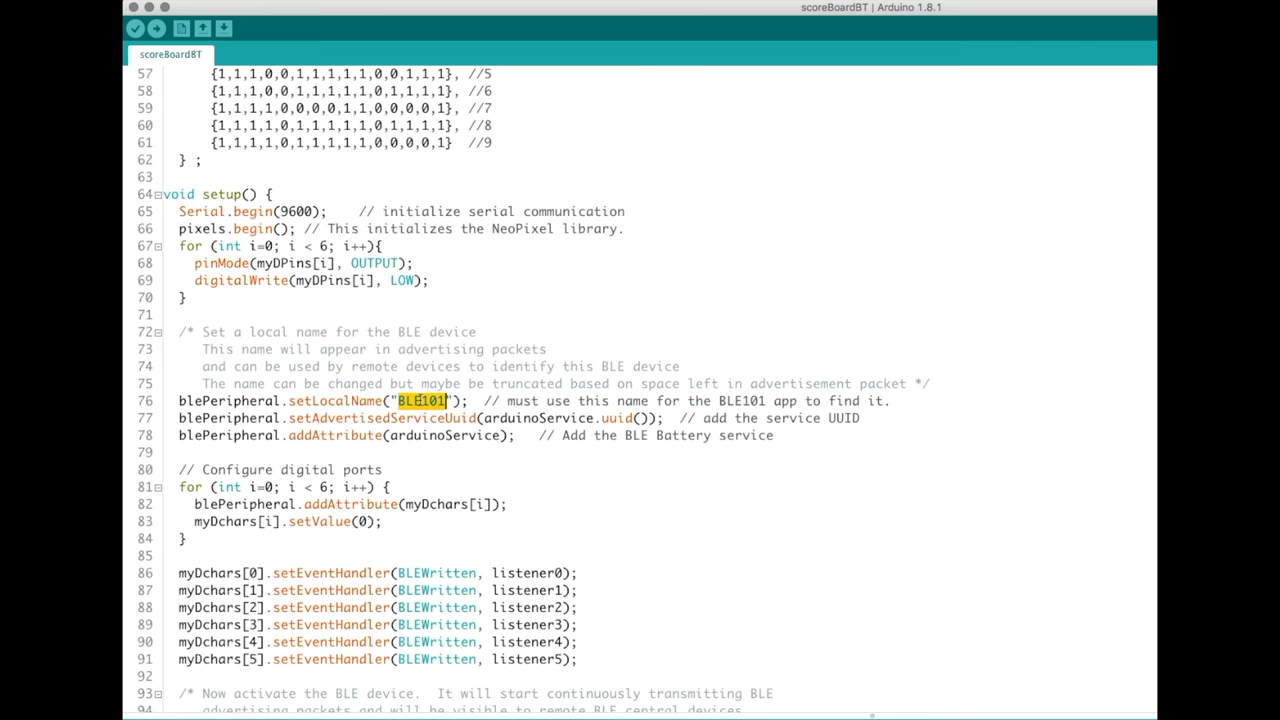 scoreBoardBT | Arduino 1.8.1
scoreBoardBT
57 {1,1,1,0,0,1,1,1,1,1,0,0,1,1,1}, //5
58 {1,1,1,0,0,1,1,1,1,1,0,1,1,1,1}, //6
59 {1,1,1,1,0,0,0,0,1,1,0,0,0,0,1}, //7
60 {1,1,1,1,0,1,1,1,1,1,0,1,1,1,1}, //8
61 {1,1,1,1,0,1,1,1,1,1,0,0,0,0,1} //9
62 } ;
63
64 void setup() {
65 Serial.begin(9600); // initialize serial communication
66 pixels.begin(); // This initializes the NeoPixel library.
67 for (int i=0; i < 6; i++){
68 pinMode(myDPins[i], OUTPUT);
69 digitalWrite(myDPins[i], LOW);
70 }
71
72 /* Set a local name for the BLE device
73 This name will appear in advertising packets
74 and can be used by remote devices to identify this BLE device
75 The name can be changed but maybe be truncated based on space left in advertisement packet */
76 blePeripheral.setLocalName("BLE101"); // must use this name for the BLE101 app to find it.
77 blePeripheral.setAdvertisedServiceUuid(arduinoService.uuid()); // add the service UUID
78 blePeripheral.addAttribute(arduinoService); // Add the BLE Battery service
79
80 // Configure digital ports
81 for (int i=0; i < 6; i++) {
82 blePeripheral.addAttribute(myDchars[i]);
83 myDchars[i].setValue(0);
84 }
85
86 myDchars[0].setEventHandler(BLEWritten, listener0);
87 myDchars[1].setEventHandler(BLEWritten, listener1);
88 myDchars[2].setEventHandler(BLEWritten, listener2);
89 myDchars[3].setEventHandler(BLEWritten, listener3);
90 myDchars[4].setEventHandler(BLEWritten, listener4);
91 myDchars[5].setEventHandler(BLEWritten, listener5);
92
93 /* Now activate the BLE device. It will start continuously transmitting BLE
94 advertising packets and will be visible to remote BLE central devices